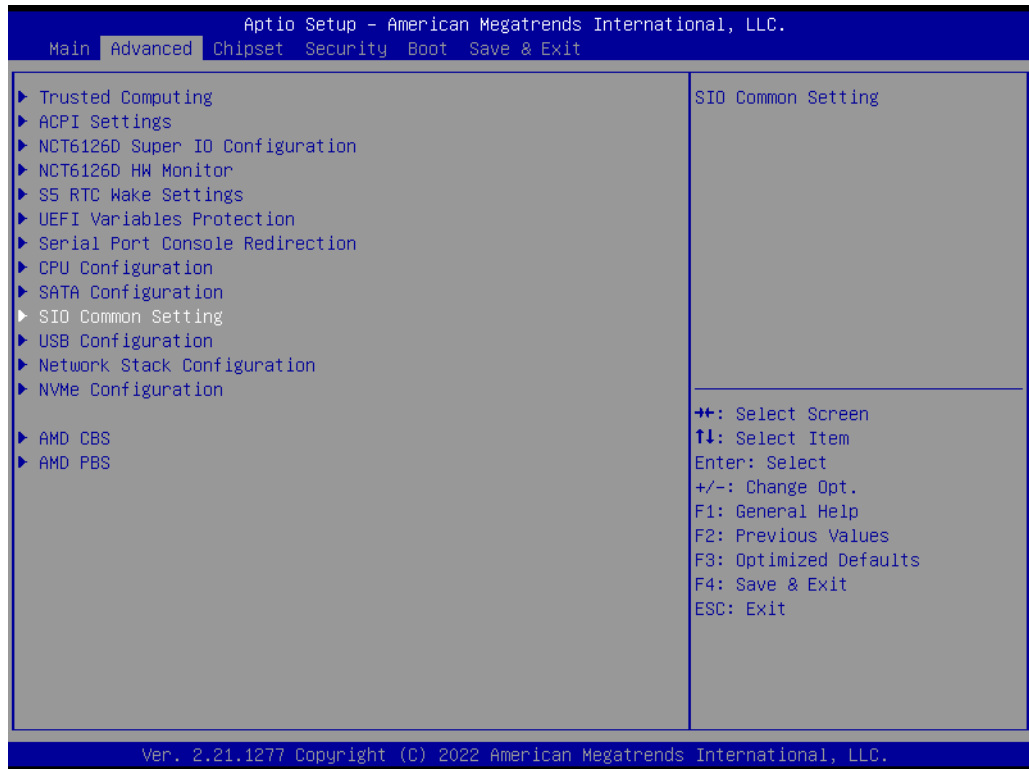 Aptio Setup – American Megatrends International, LLC.
Main Advanced Chipset Security Boot Save & Exit
▶ Trusted Computing
▶ ACPI Settings
▶ NCT6126D Super IO Configuration
▶ NCT6126D HW Monitor
▶ S5 RTC Wake Settings
▶ UEFI Variables Protection
▶ Serial Port Console Redirection
▶ CPU Configuration
▶ SATA Configuration
▶ SIO Common Setting
▶ USB Configuration
▶ Network Stack Configuration
▶ NVMe Configuration
▶ AMD CBS
▶ AMD PBS
SIO Common Setting
→←: Select Screen
↑↓: Select Item
Enter: Select
+/-: Change Opt.
F1: General Help
F2: Previous Values
F3: Optimized Defaults
F4: Save & Exit
ESC: Exit
Ver. 2.21.1277 Copyright (C) 2022 American Megatrends International, LLC.